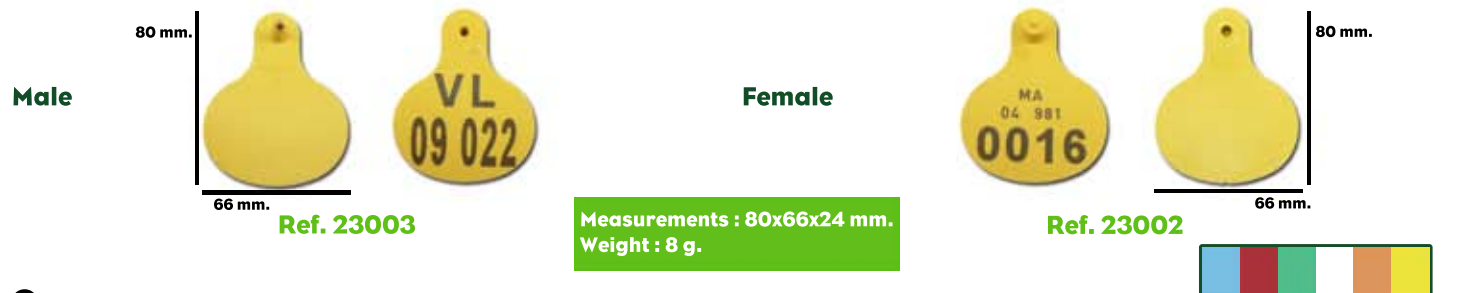 80 mm.
Male
VL
09 022
66 mm.
Ref. 23003
Measurements : 80x66x24 mm.
Weight : 8 g.
Female
MA
04 981
0016
80 mm.
66 mm.
Ref. 23002